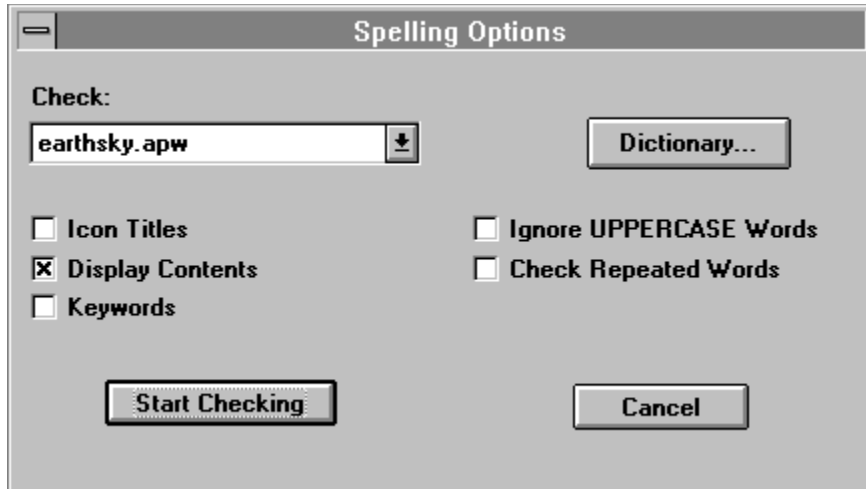 Spelling Options
Check:
earthsky.apw
Dictionary...
Icon Titles
Ignore UPPERCASE Words
Display Contents
Check Repeated Words
Keywords
Start Checking
Cancel